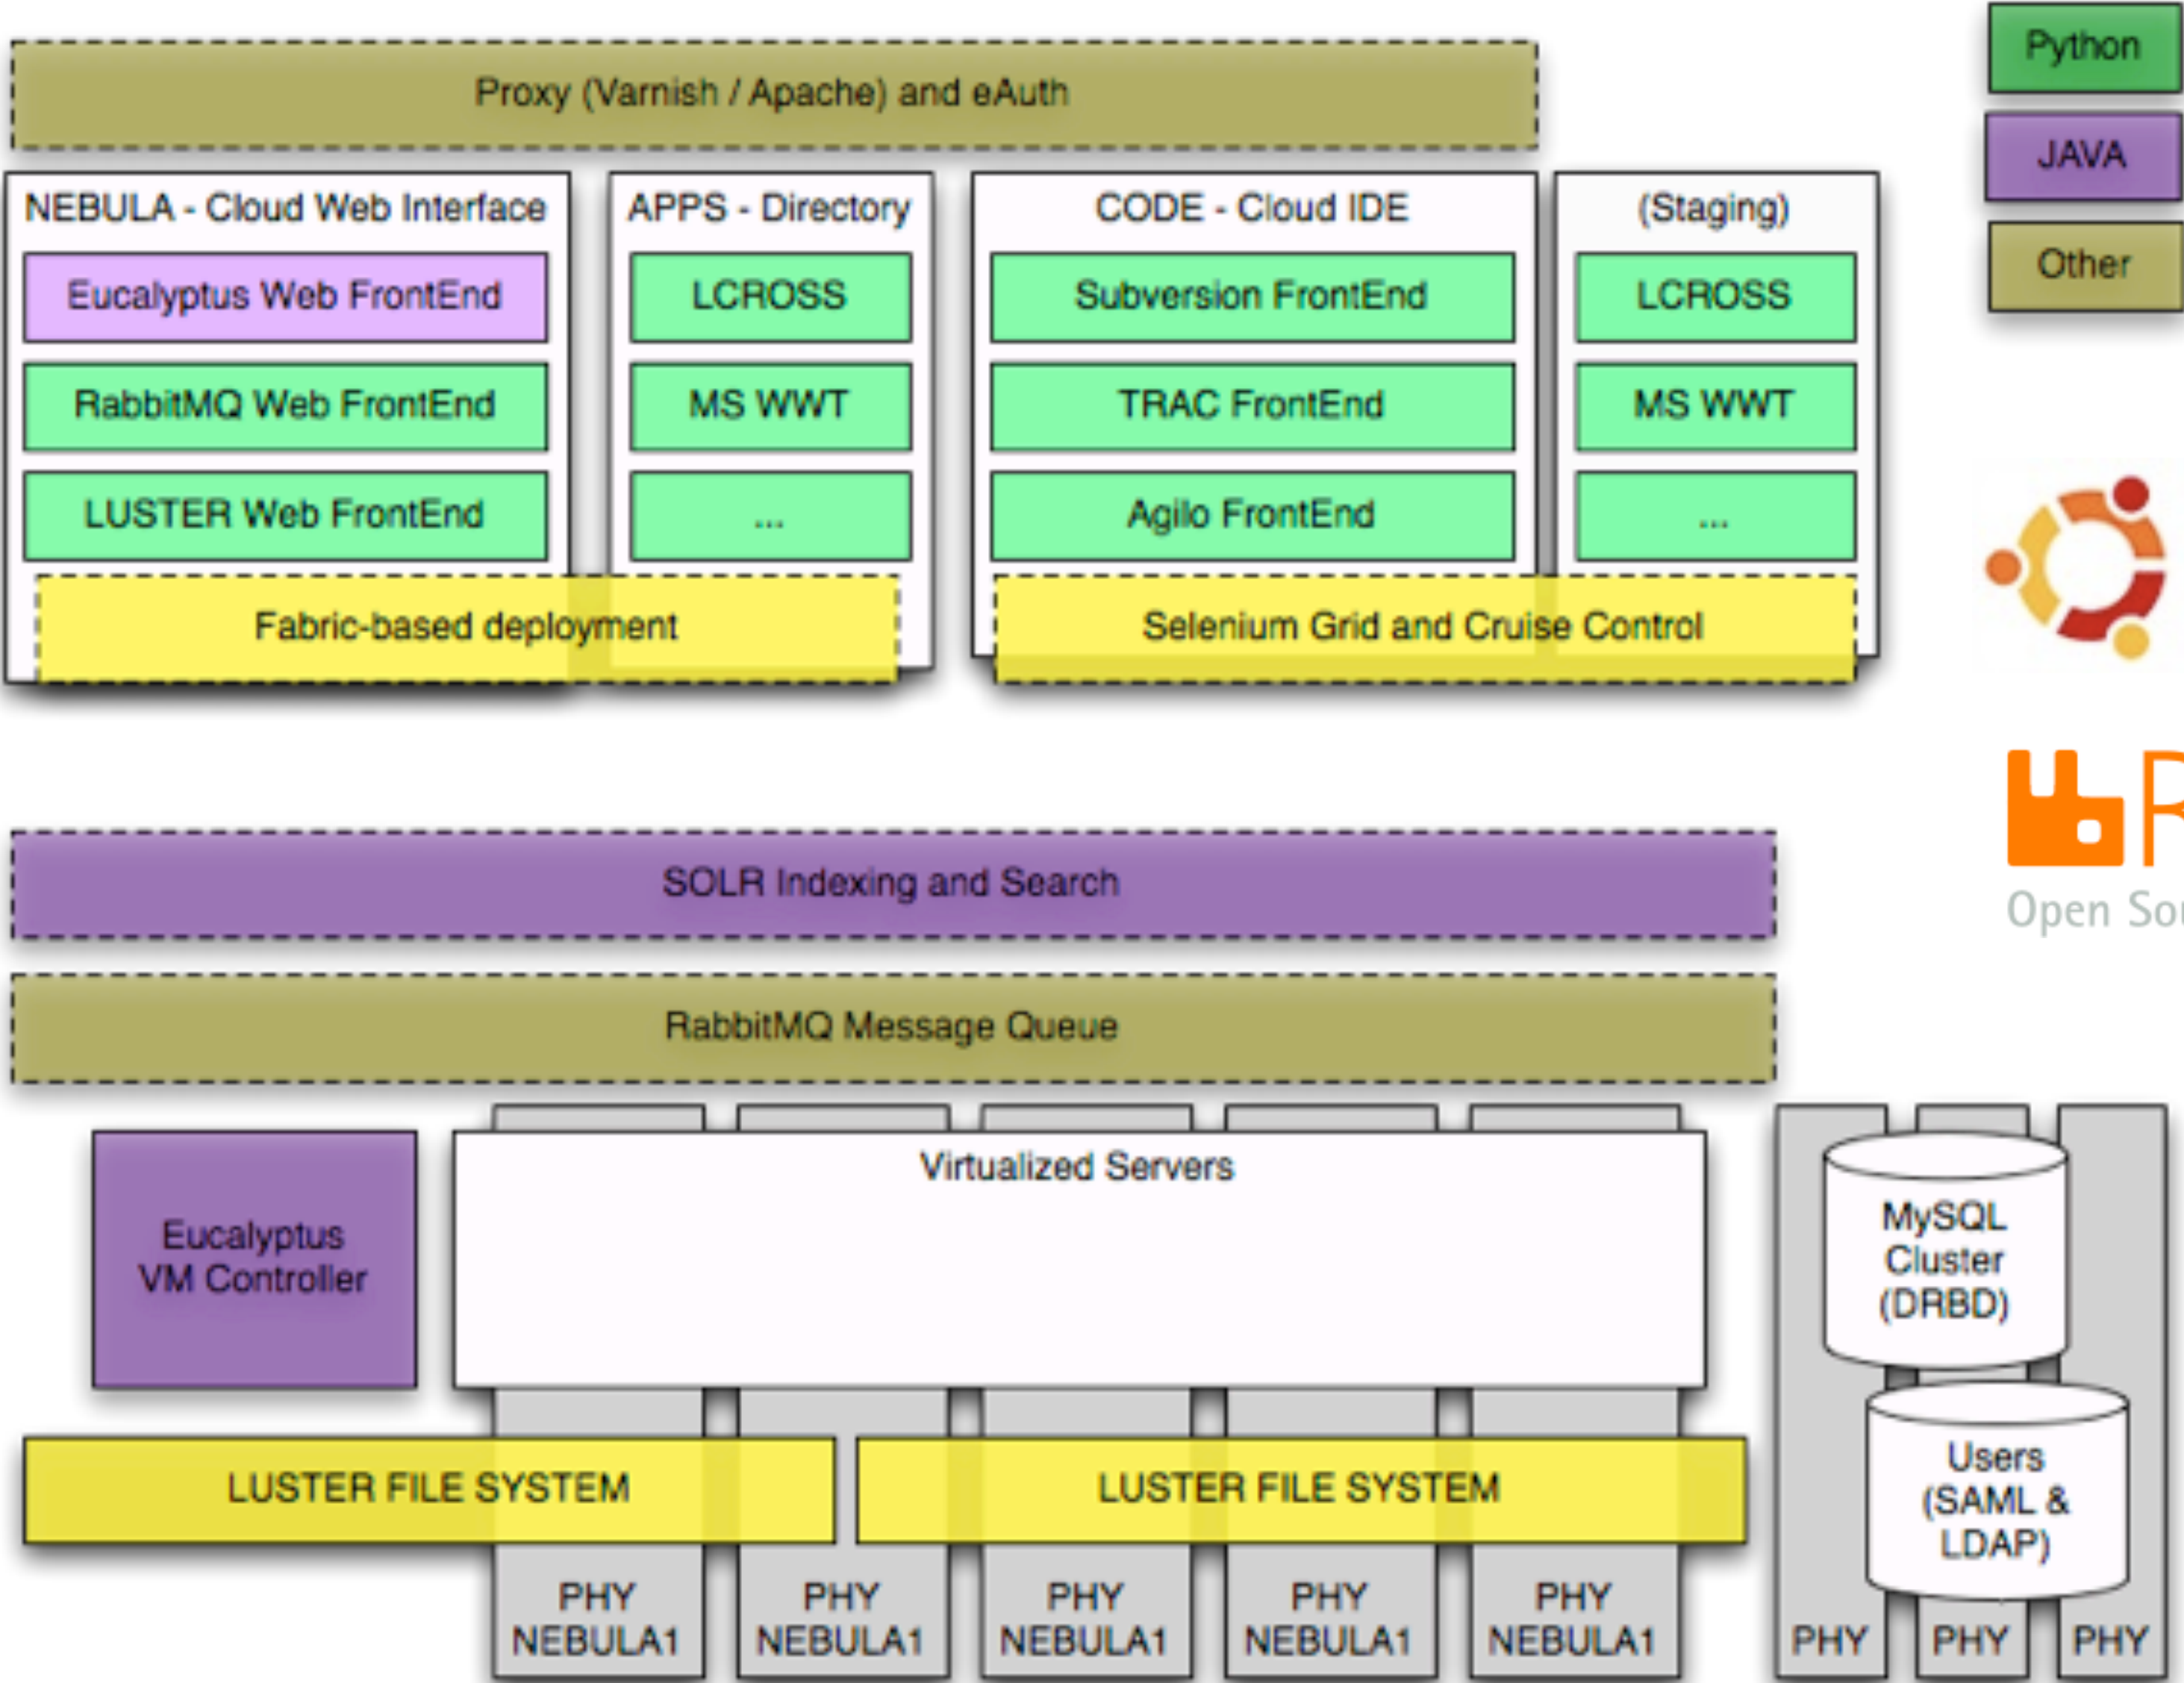 Proxy (Varnish / Apache) and eAuth
Python
JAVA
Other
NEBULA - Cloud Web Interface
Eucalyptus Web FrontEnd
RabbitMQ Web FrontEnd
LUSTER Web FrontEnd
APPS - Directory
LCROSS
MS WWT
...
Fabric-based deployment
CODE - Cloud IDE
Subversion FrontEnd
TRAC FrontEnd
Agilo FrontEnd
(Staging)
LCROSS
MS WWT
...
Selenium Grid and Cruise Control
R
Open Sou
SOLR Indexing and Search
RabbitMQ Message Queue
Eucalyptus
VM Controller
Virtualized Servers
MySQL
Cluster
(DRBD)
Users
(SAML &
LDAP)
LUSTER FILE SYSTEM
LUSTER FILE SYSTEM
PHY
NEBULA1
PHY
NEBULA1
PHY
NEBULA1
PHY
NEBULA1
PHY
NEBULA1
PHY
PHY
PHY